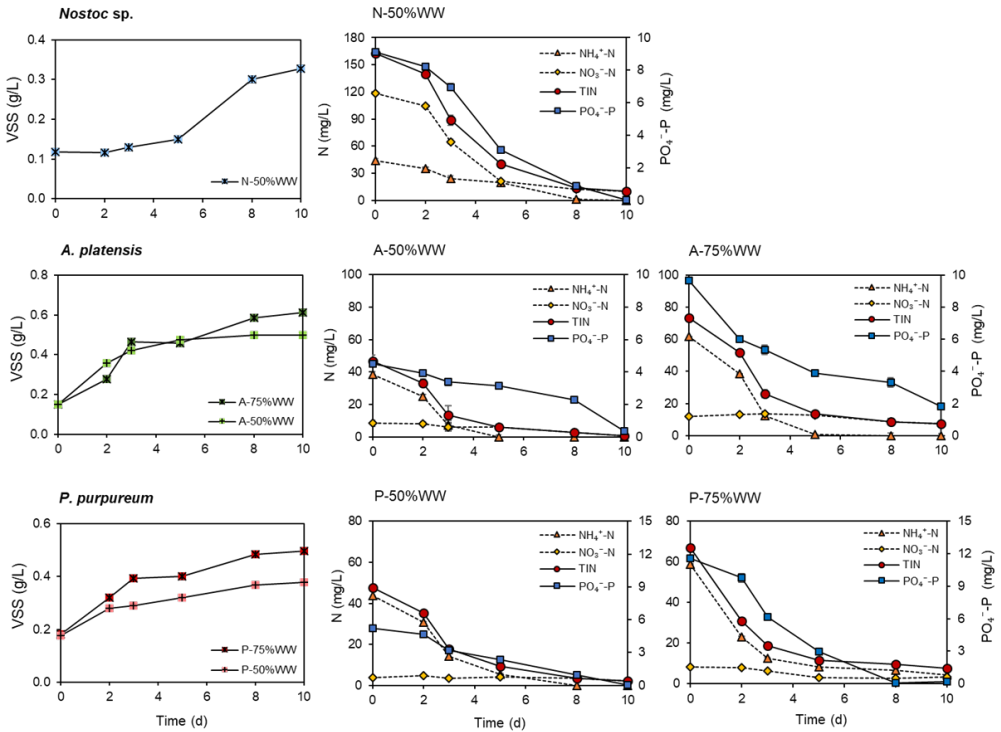 Nostoc sp.
N-50%WW
0.4
0.3
0.2
0.1
0.0
VSS (g/L)
N-50%WW
0 2 4 6 8 10
180
150
120
90
60
30
0
N (mg/L)
NH₄⁺-N
NO₃⁻-N
TIN
PO₄⁻-P
10
8
6
4
2
0
PO₄⁻-P (mg/L)
0 2 4 6 8 10
A. platensis
A-50%WW
A-75%WW
0.8
0.6
0.4
0.2
0.0
VSS (g/L)
A-75%WW
A-50%WW
0 2 4 6 8 10
100
80
60
40
20
0
N (mg/L)
NH₄⁺-N
NO₃⁻-N
TIN
PO₄⁻-P
10
8
6
4
2
0
0 2 4 6 8 10
100
80
60
40
20
0
NH₄⁺-N
NO₃⁻-N
TIN
PO₄⁻-P
10
8
6
4
2
0
PO₄⁻-P (mg/L)
0 2 4 6 8 10
P. purpureum
P-50%WW
P-75%WW
0.6
0.4
0.2
0.0
VSS (g/L)
P-75%WW
P-50%WW
0 2 4 6 8 10
Time (d)
80
60
40
20
0
N (mg/L)
NH₄⁺-N
NO₃⁻-N
TIN
PO₄⁻-P
15
12
9
6
3
0
0 2 4 6 8 10
Time (d)
80
60
40
20
0
NH₄⁺-N
NO₃⁻-N
TIN
PO₄⁻-P
15
12
9
6
3
0
PO₄⁻-P (mg/L)
0 2 4 6 8 10
Time (d)